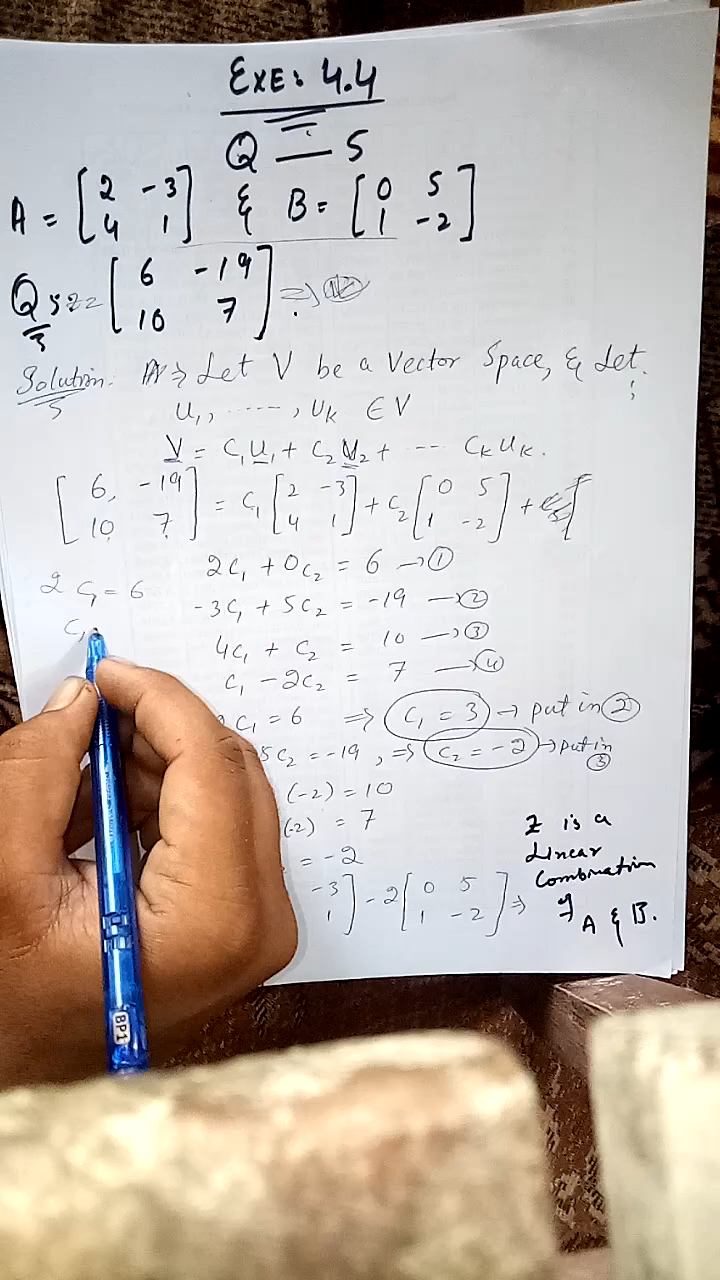 EXE: 4.4
Q — 5
A = [2 -3 4 1] & B = [0 5 1 -2]
Z = [6 -19 10 7] =>
Solution: => Let V be a Vector Space, & Let.
U₁, ......, Uk ∈ V
V = C₁U₁ + C₂V₂ + --- CkUk.
[6, -19 10 7] = C₁ [2 -3 4 1] + C₂ [0 5 1 -2] +
2C₁ + 0C₂ = 6 → ①
2C₁ = 6
-3C₁ + 5C₂ = -19 → ②
C₁
4C₁ + C₂ = 10 → ③
C₁ - 2C₂ = 7 → ④
C₁ = 6 => C₁ = 3 → put in ②
5C₂ = -19, => C₂ = -2 → put in ③
(-2) = 10
(-2) = 7
= -2
-3 1] - 2 [0 5 1 -2] =>
Z is a
Linear
Combination
of A & B.
BP1